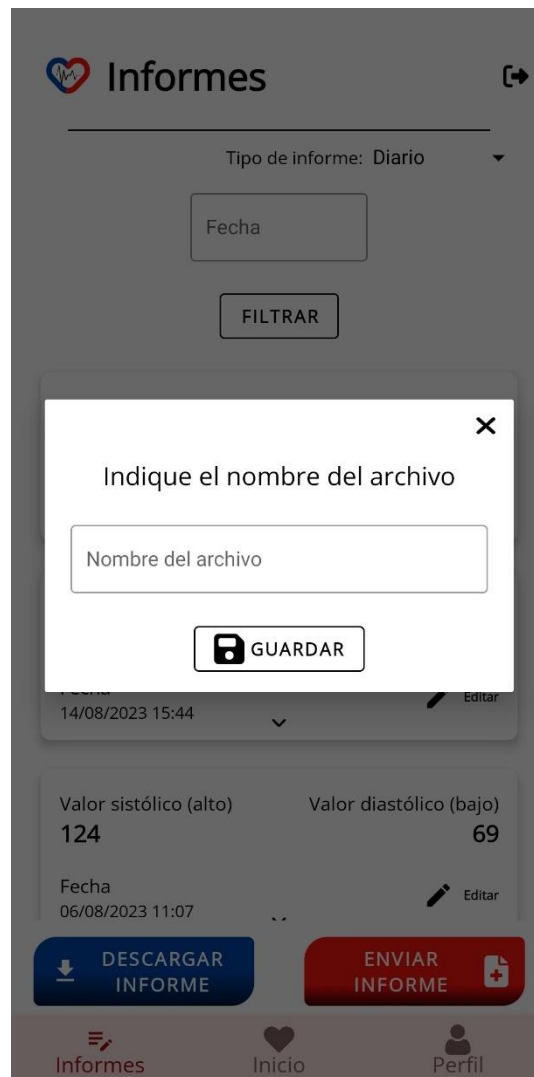 Informes
Tipo de informe: Diario
Fecha
FILTRAR
Indique el nombre del archivo
Nombre del archivo
GUARDAR
Editar
14/08/2023 15:44
Valor sistólico (alto) Valor diastólico (bajo)
124 69
Fecha
Editar
06/08/2023 11:07
DESCARGAR
INFORME
ENVIAR
INFORME
Informes Inicio Perfil